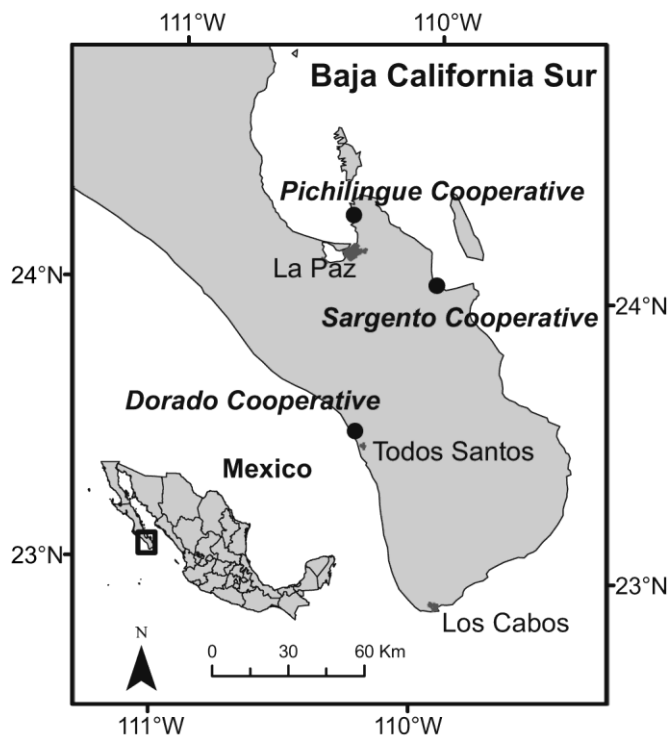 111°W
110°W
Baja California Sur
Pichilingue Cooperative
La Paz
24°N
24°N
Sargento Cooperative
Dorado Cooperative
Todos Santos
Mexico
23°N
23°N
Los Cabos
N
0 30 60 Km
111°W
110°W